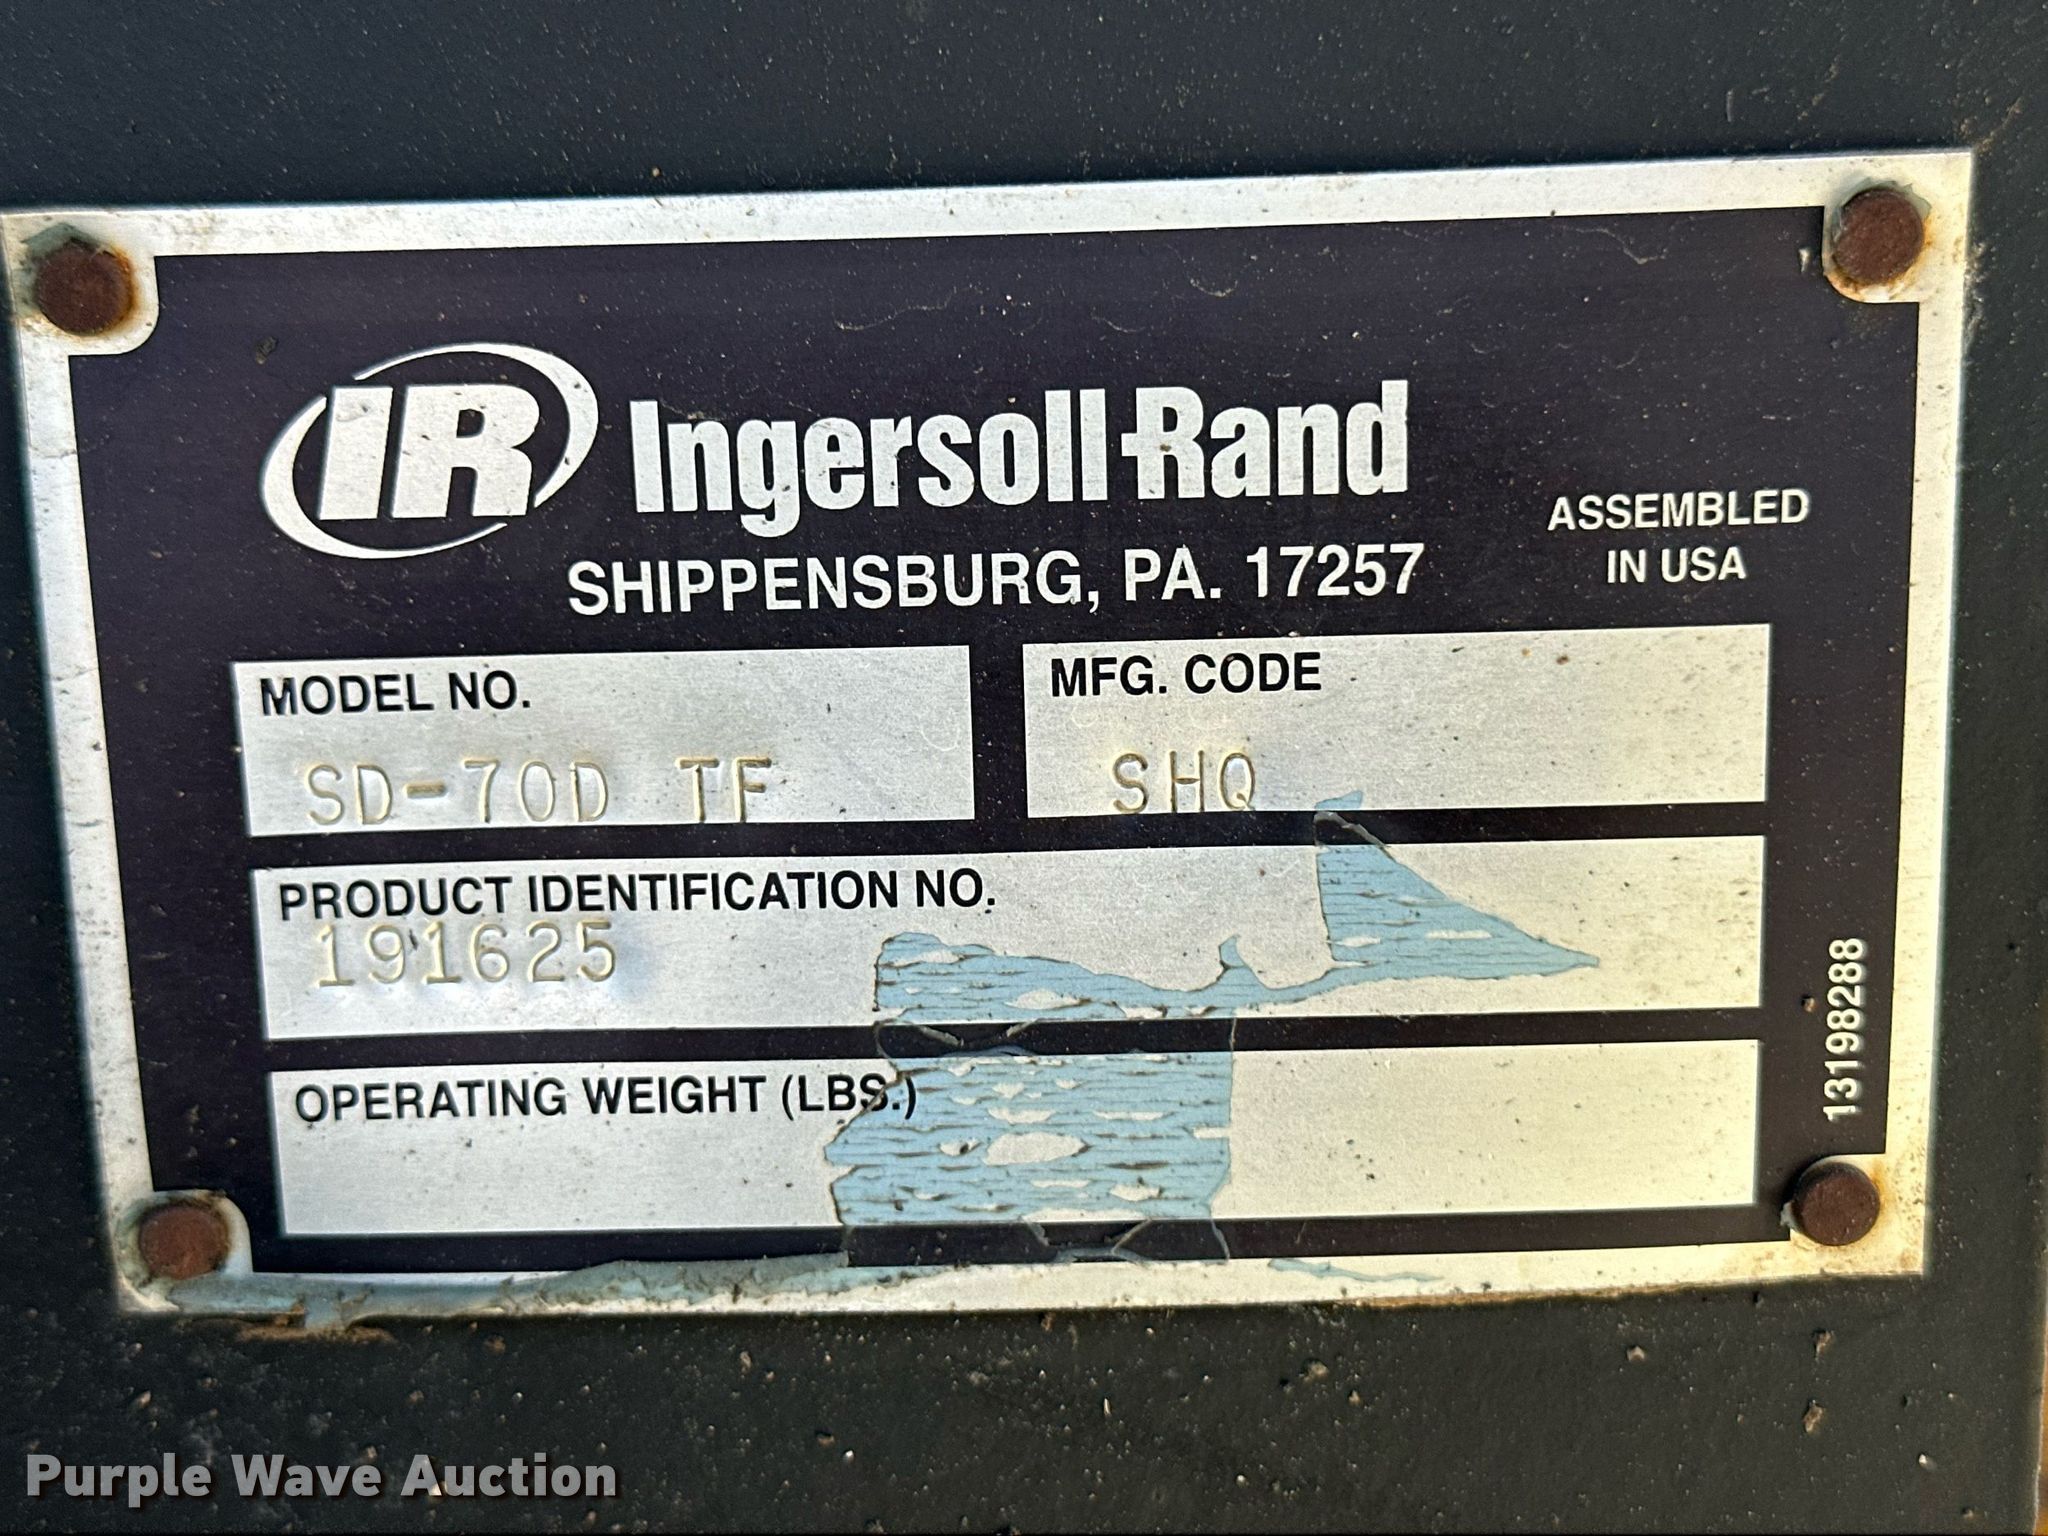 IR Ingersoll-Rand
SHIPPENSBURG, PA. 17257
ASSEMBLED
IN USA
MODEL NO.
SD-70D TF
MFG. CODE
SHQ
PRODUCT IDENTIFICATION NO.
191625
OPERATING WEIGHT (LBS.)
13198288
Purple Wave Auction